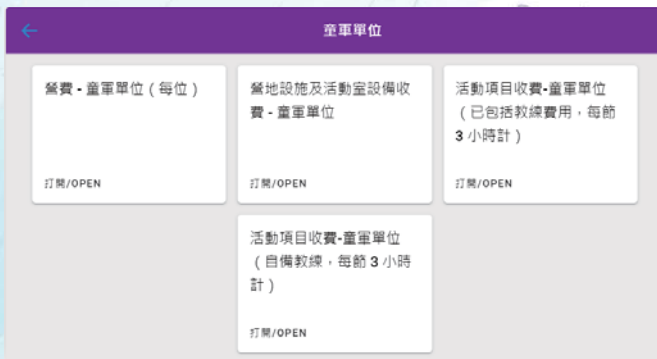 童軍單位
營費 - 童軍單位 ( 每位 )
打開/OPEN
營地設施及活動室設備收
費 - 童軍單位
打開/OPEN
活動項目收費-童軍單位
( 已包括教練費用，每節
3 小時計 )
打開/OPEN
活動項目收費-童軍單位
( 自備教練，每節 3 小時
計 )
打開/OPEN